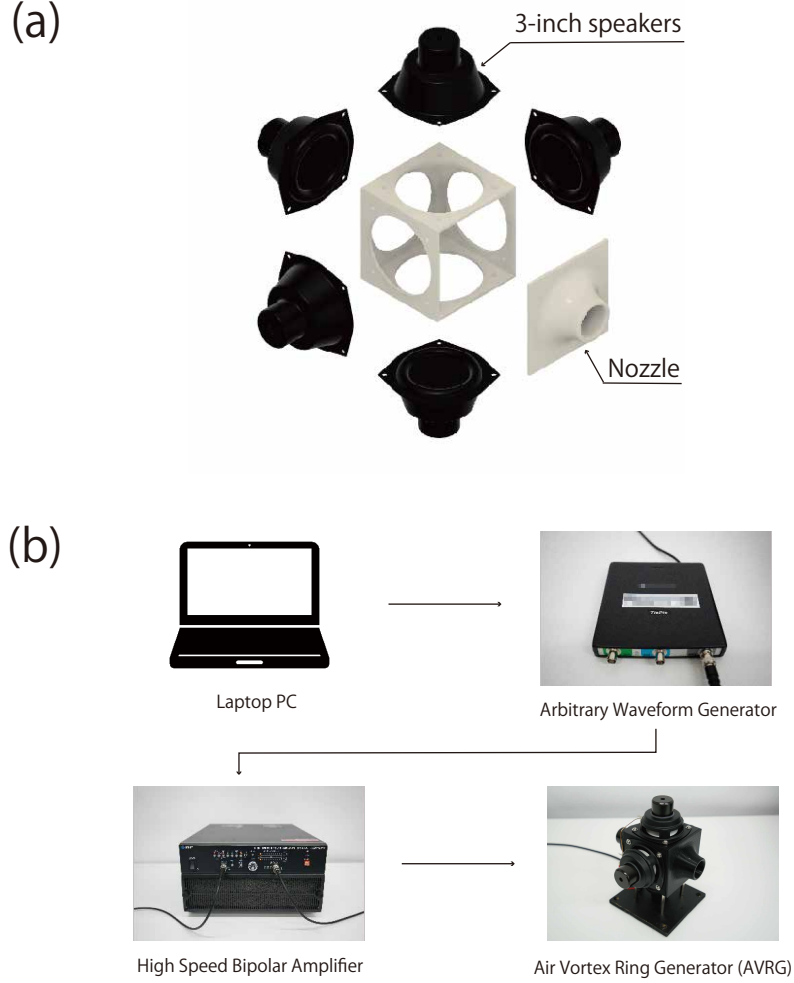 (a)
3-inch speakers
Nozzle
(b)
Laptop PC
Arbitrary Waveform Generator
High Speed Bipolar Amplifier
Air Vortex Ring Generator (AVRG)